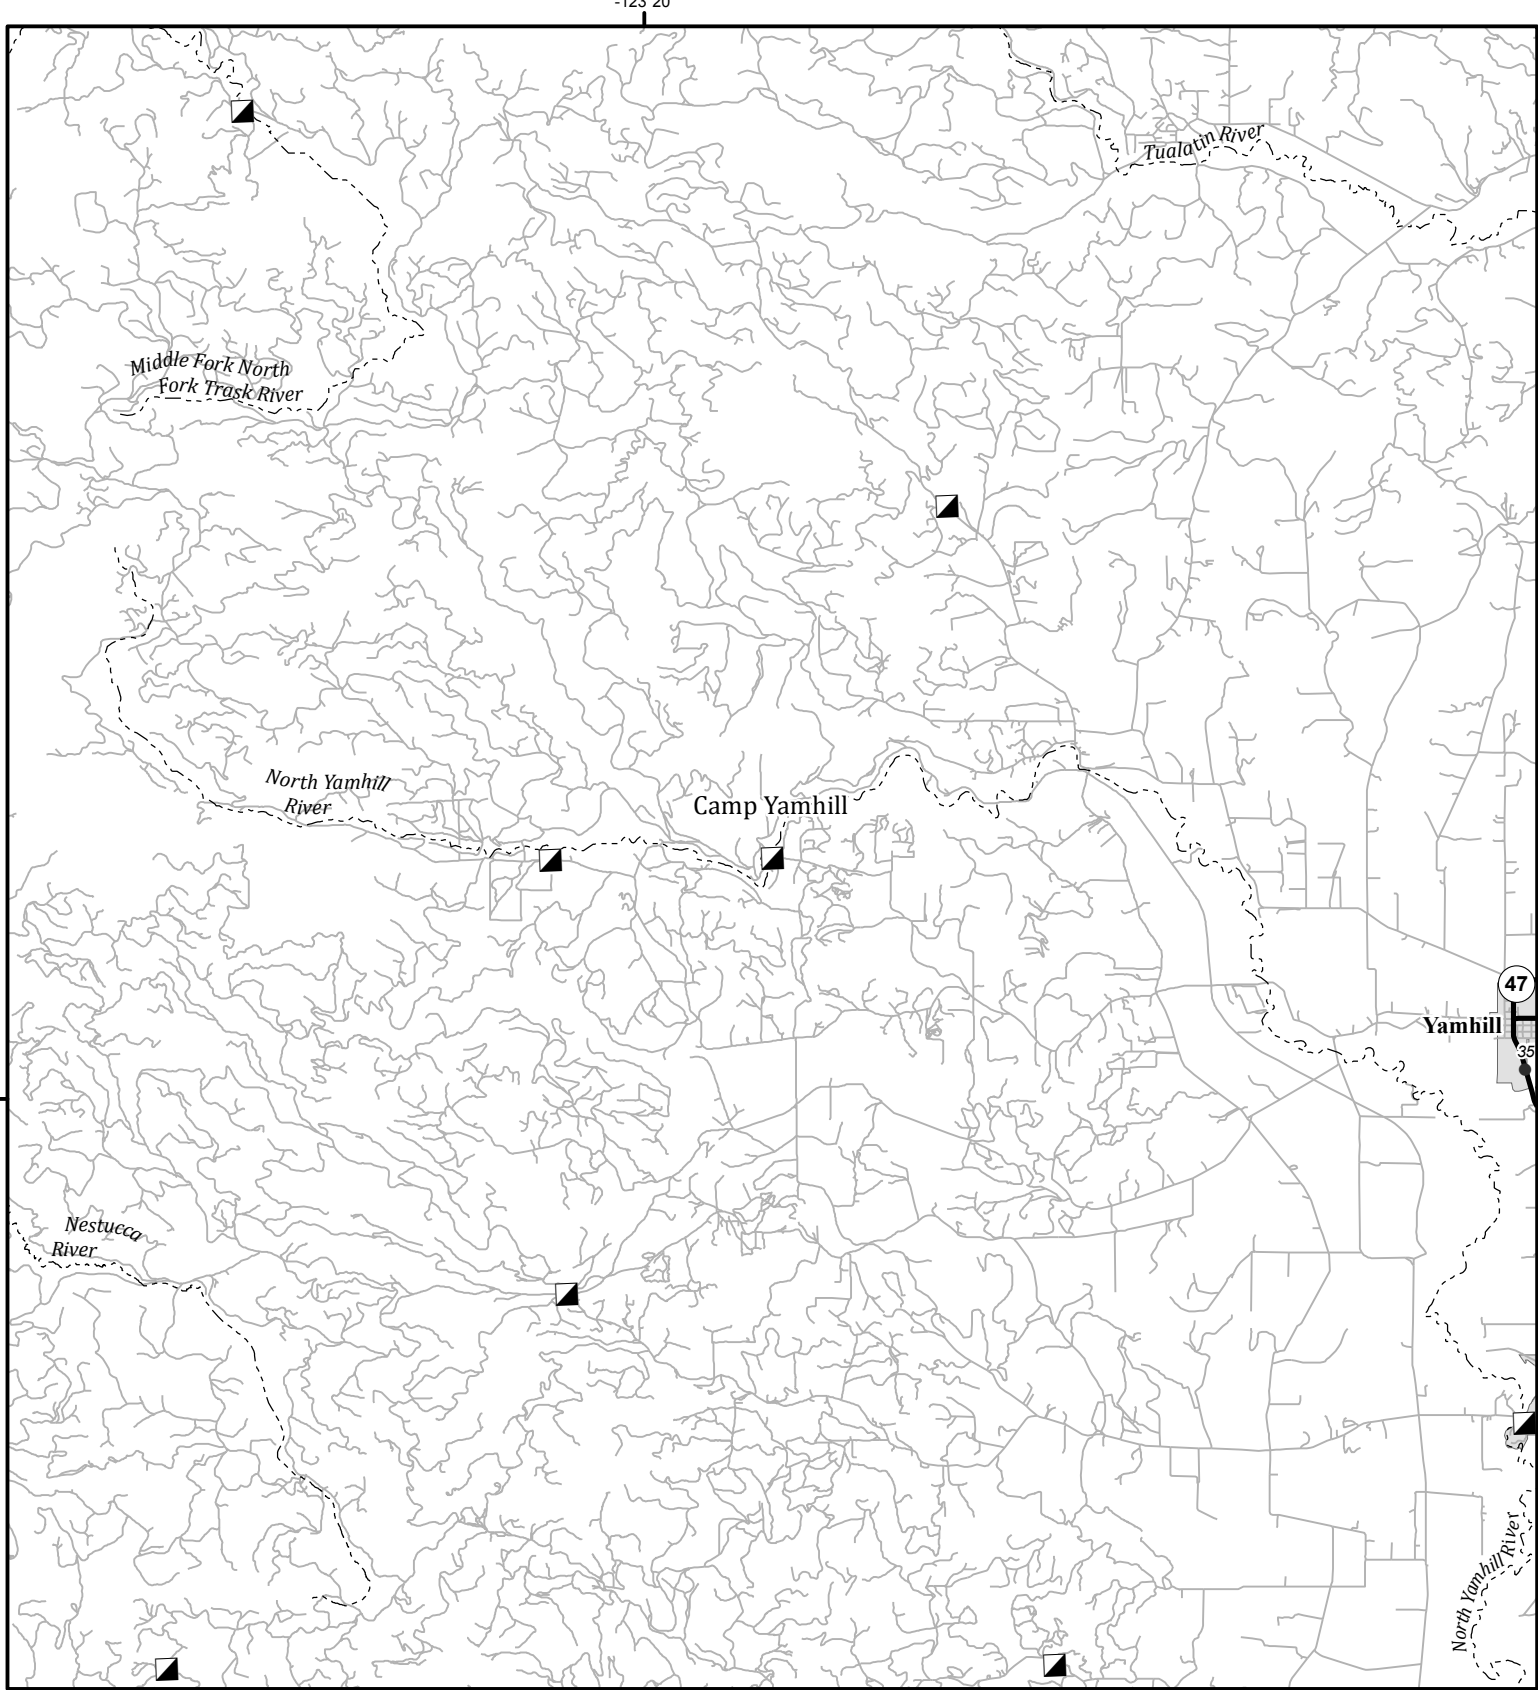 -123 20
Tualatin River
Middle Fork North
Fork Trask River
North Yamhill
River
Camp Yamhill
47
Yamhill
35
Nestucca
River
North Yamhill River